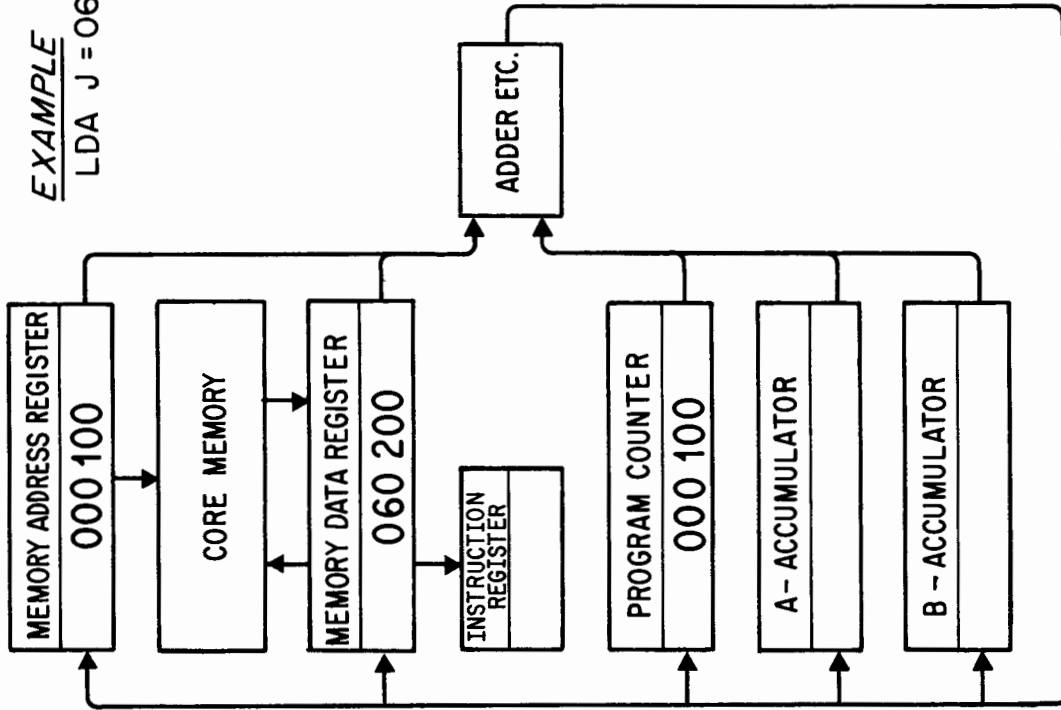 EXAMPLE
LDA J = 06
MEMORY ADDRESS REGISTER
000 100
CORE MEMORY
MEMORY DATA REGISTER
060 200
INSTRUCTION
REGISTER
ADDER ETC.
PROGRAM COUNTER
000 100
A- ACCUMULATOR
B - ACCUMULATOR